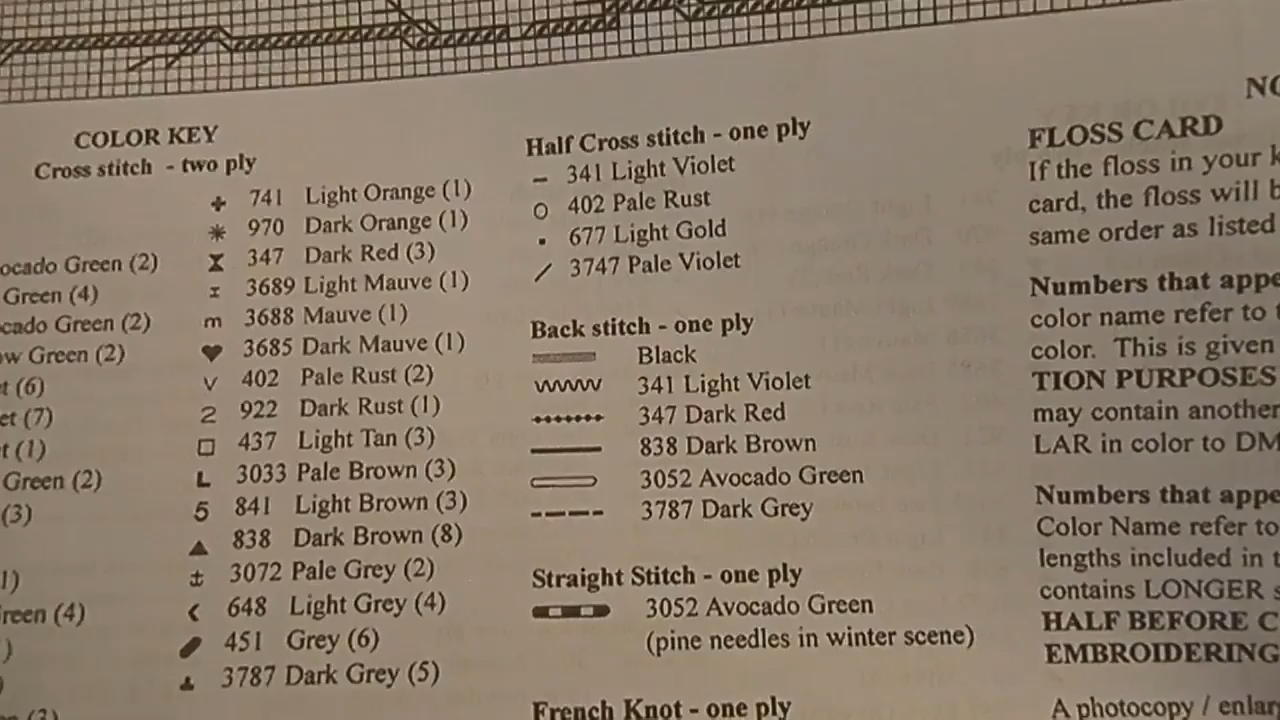 COLOR KEY
Cross stitch - two ply
ocado Green (2)
Green (4)
cado Green (2)
w Green (2)
t (6)
et (7)
t (1)
Green (2)
(3)
1)
reen (4)
)
741 Light Orange (1)
970 Dark Orange (1)
347 Dark Red (3)
3689 Light Mauve (1)
m 3688 Mauve (1)
3685 Dark Mauve (1)
V 402 Pale Rust (2)
2 922 Dark Rust (1)
437 Light Tan (3)
L 3033 Pale Brown (3)
5 841 Light Brown (3)
▲ 838 Dark Brown (8)
± 3072 Pale Grey (2)
< 648 Light Grey (4)
451 Grey (6)
3787 Dark Grey (5)
Half Cross stitch - one ply
– 341 Light Violet
o 402 Pale Rust
▪ 677 Light Gold
/ 3747 Pale Violet
Back stitch - one ply
Black
341 Light Violet
347 Dark Red
838 Dark Brown
3052 Avocado Green
3787 Dark Grey
Straight Stitch - one ply
3052 Avocado Green
(pine needles in winter scene)
French Knot - one ply
NO
FLOSS CARD
If the floss in your k
card, the floss will b
same order as listed
Numbers that appe
color name refer to t
color. This is given
TION PURPOSES
may contain another
LAR in color to DM
Numbers that appe
Color Name refer to
lengths included in t
contains LONGER s
HALF BEFORE C
EMBROIDERING
A photocopy / enlar